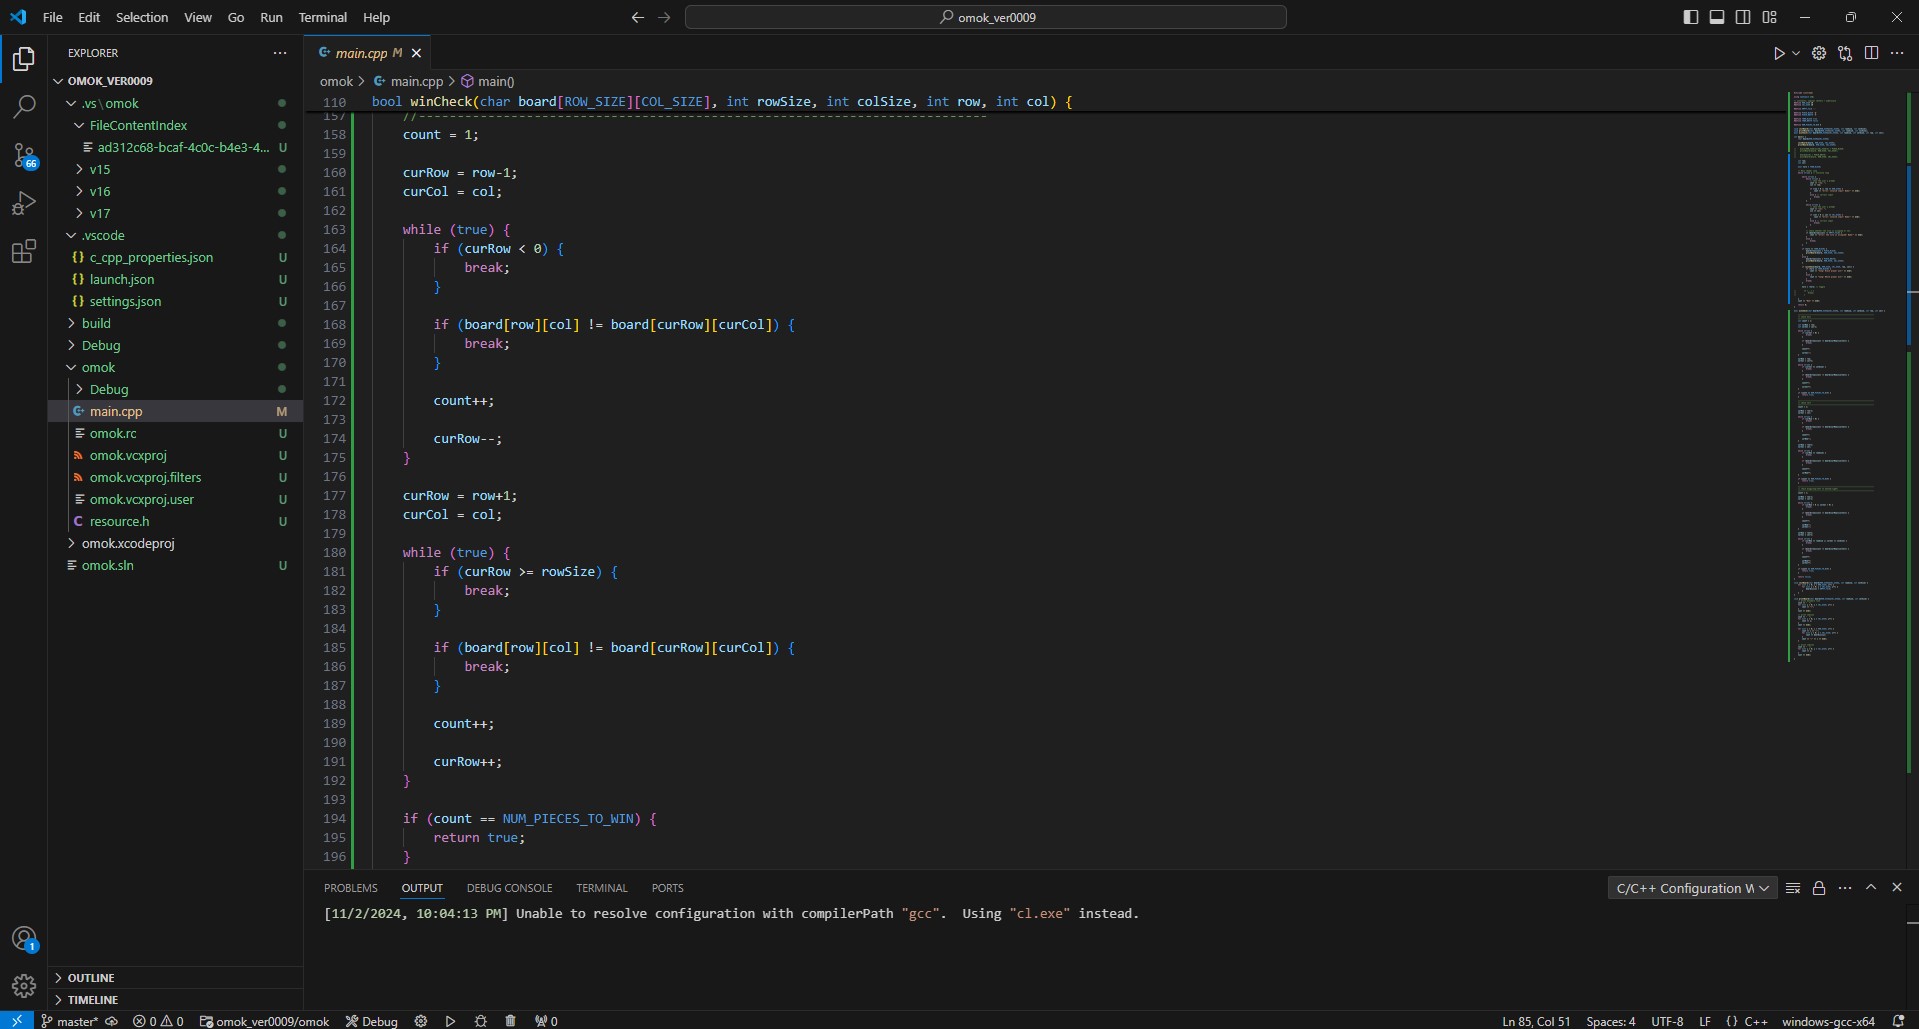 File Edit Selection View Go Run Terminal Help
omok_ver0009
EXPLORER
OMOK_VER0009
.vs\omok
FileContentIndex
ad312c68-bcaf-4c0c-b4e3-4... U
v15
v16
v17
.vscode
c_cpp_properties.json U
launch.json U
settings.json U
build
Debug
omok
Debug
main.cpp M
omok.rc U
omok.vcxproj U
omok.vcxproj.filters U
omok.vcxproj.user U
resource.h U
omok.xcodeproj
omok.sln U
OUTLINE
TIMELINE
66
1
main.cpp M
omok > main.cpp > main()
110 bool winCheck(char board[ROW_SIZE][COL_SIZE], int rowSize, int colSize, int row, int col) {
157 //--------------------------------------------------------------------------
158 count = 1;
159
160 curRow = row-1;
161 curCol = col;
162
163 while (true) {
164 if (curRow < 0) {
165 break;
166 }
167
168 if (board[row][col] != board[curRow][curCol]) {
169 break;
170 }
171
172 count++;
173
174 curRow--;
175 }
176
177 curRow = row+1;
178 curCol = col;
179
180 while (true) {
181 if (curRow >= rowSize) {
182 break;
183 }
184
185 if (board[row][col] != board[curRow][curCol]) {
186 break;
187 }
188
189 count++;
190
191 curRow++;
192 }
193
194 if (count == NUM_PIECES_TO_WIN) {
195 return true;
196 }
PROBLEMS OUTPUT DEBUG CONSOLE TERMINAL PORTS
C/C++ Configuration W
[11/2/2024, 10:04:13 PM] Unable to resolve configuration with compilerPath "gcc". Using "cl.exe" instead.
master* 0 0 omok_ver0009/omok Debug 0
Ln 85, Col 51 Spaces: 4 UTF-8 LF {} C++ windows-gcc-x64